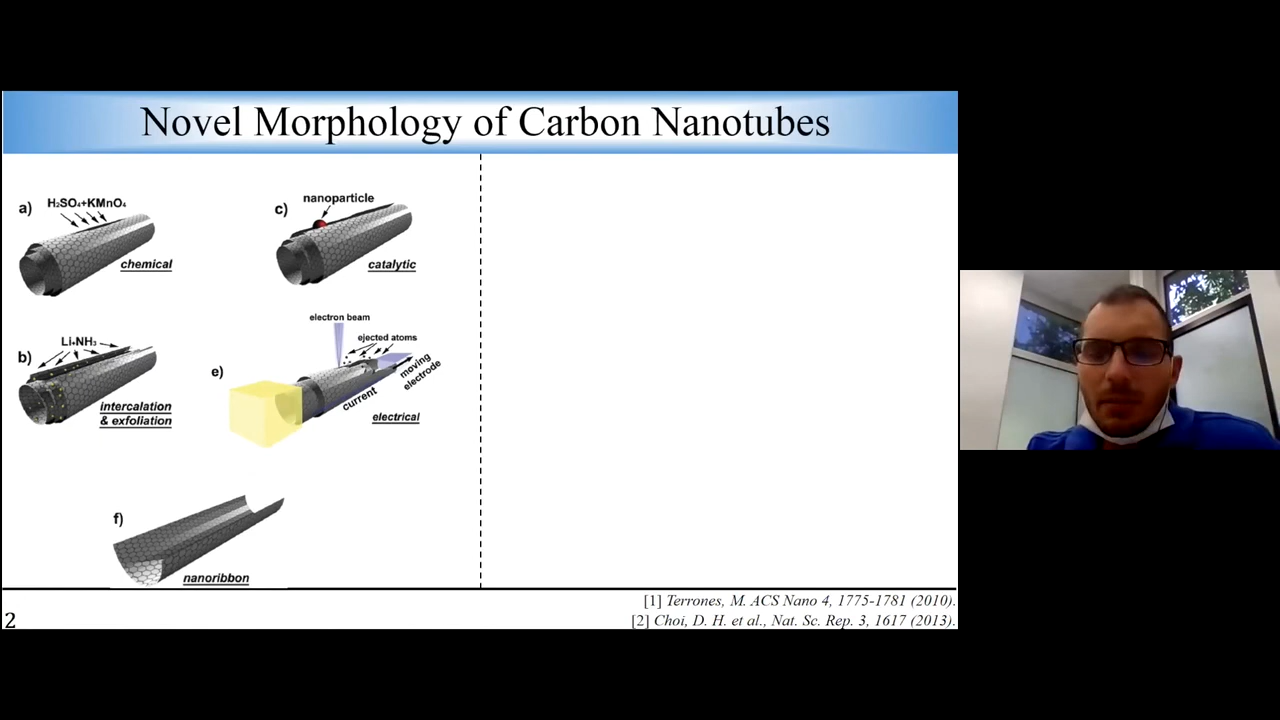 Novel Morphology of Carbon Nanotubes
a)
H₂SO₄+KMnO₄
chemical
c)
nanoparticle
catalytic
b)
Li+NH₃
intercalation
& exfoliation
e)
electron beam
ejected atoms
moving
electrode
current
electrical
f)
nanoribbon
[1] Terrones, M. ACS Nano 4, 1775-1781 (2010).
[2] Choi, D. H. et al., Nat. Sc. Rep. 3, 1617 (2013).
2